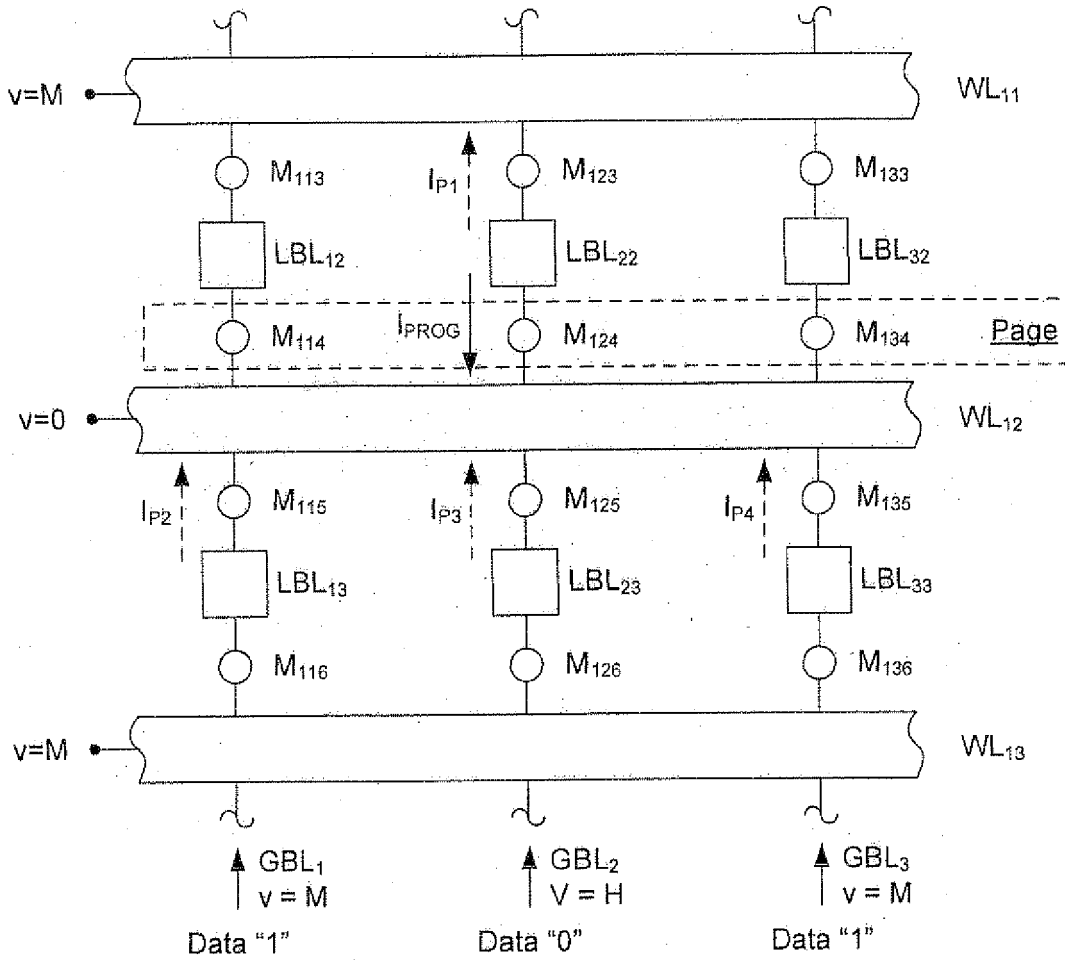 v=M WL11
M113 IP1 M123 M133
LBL12 LBL22 LBL32
M114 IPROG M124 M134 Page
v=0 WL12
IP2 M115 IP3 M125 IP4 M135
LBL13 LBL23 LBL33
M116 M126 M136
v=M WL13
GBL1 GBL2 GBL3
v = M V = H v = M
Data "1" Data "0" Data "1"